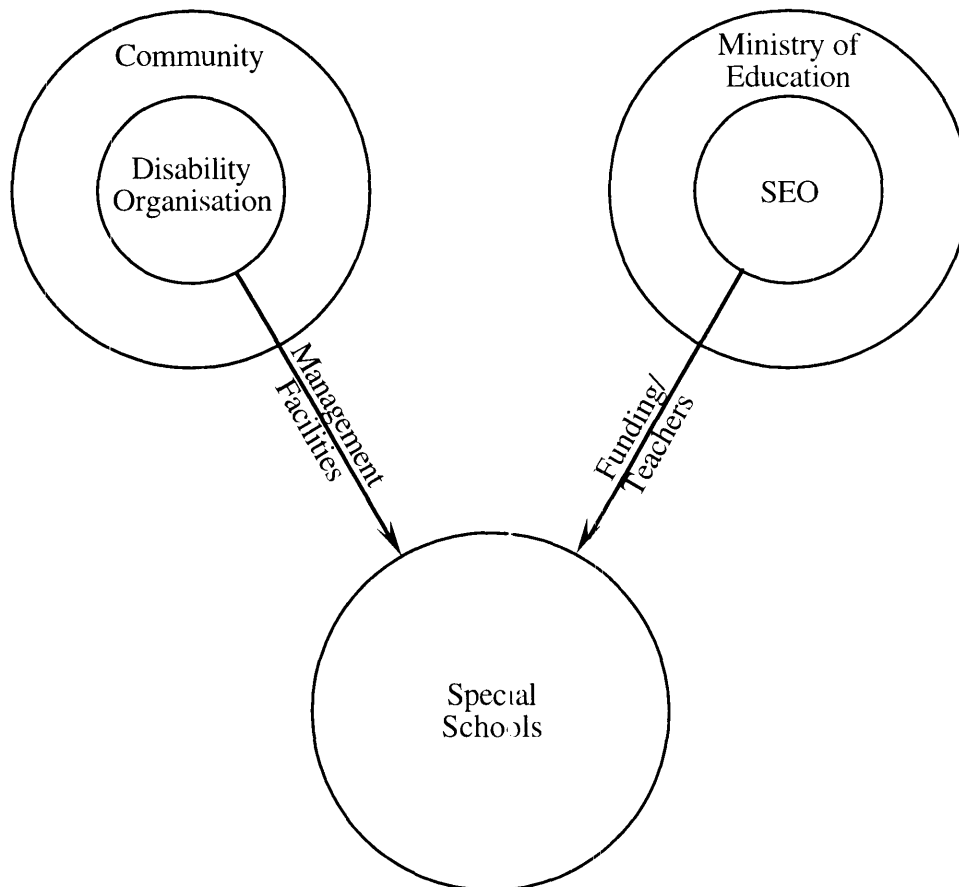 Community
Disability
Organisation
Ministry of
Education
SEO
Management
Facilities
Funding/
Teachers
Special
Schools